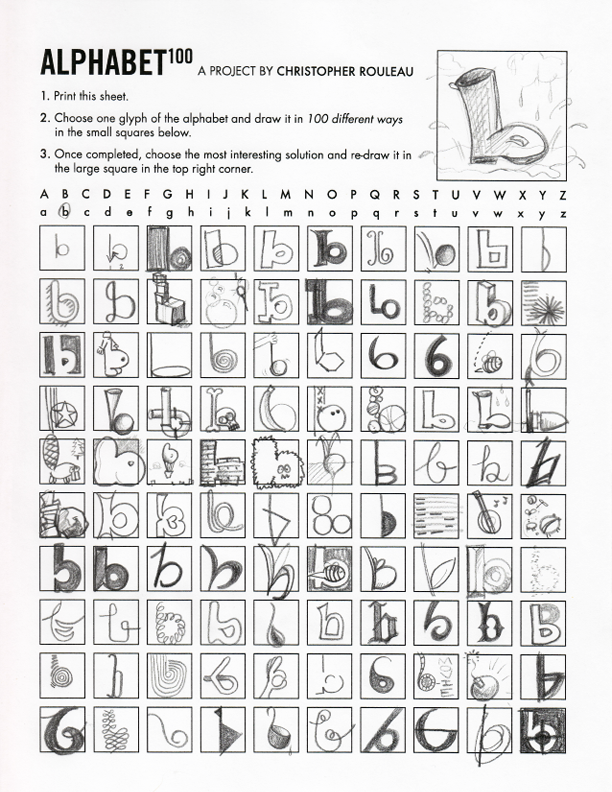 ALPHABET100
A PROJECT BY CHRISTOPHER ROULEAU
1. Print this sheet.
2. Choose one glyph of the alphabet and draw it in 100 different ways
in the small squares below.
3. Once completed, choose the most interesting solution and re-draw it in
the large square in the top right corner.
A B C D E F G H I J K L M N O P Q R S T U V W X Y Z
a b c d e f g h i j k l m n o p q r s t u v w x y z
b b b b b b b b b b
b b b b b b b b b b
b b b b b b b b b b
b b b b b b b b b b
b b b b b b b b b b
b b b b b b b b b b
b b b b b b b b b b
b b b b b b b b b b
b b b b b b b b b b
b b b b b b b b b b